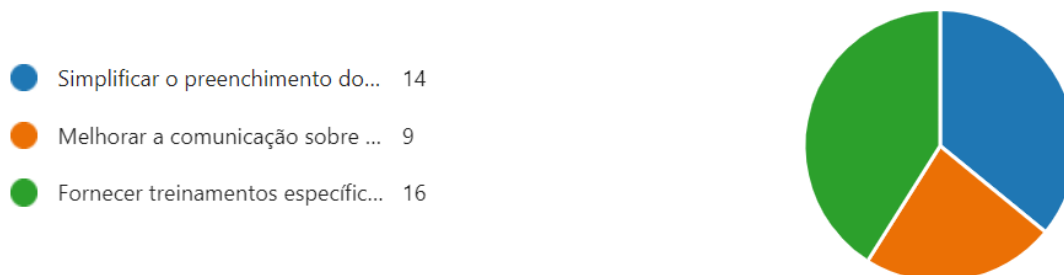 Simplificar o preenchimento do... 14
Melhorar a comunicação sobre ... 9
Fornecer treinamentos específic... 16